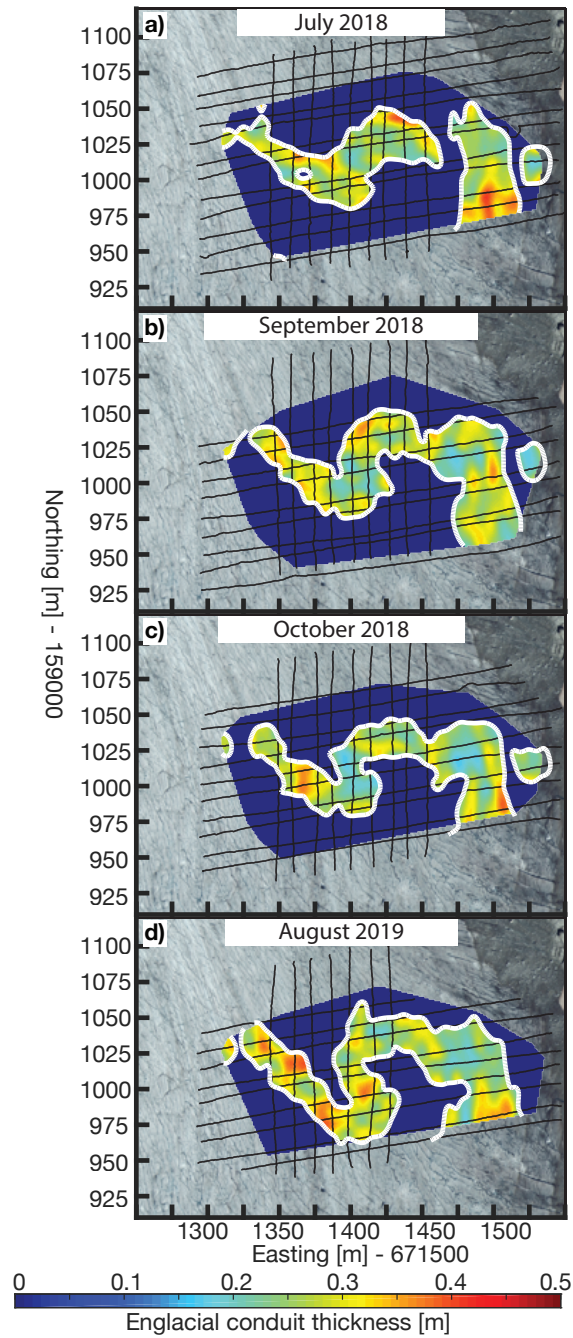 a)
July 2018
1100
1075
1050
1025
1000
975
950
925
b)
September 2018
1100
1075
1050
1025
1000
975
950
925
c)
October 2018
1100
1075
1050
1025
1000
975
950
925
d)
August 2019
1100
1075
1050
1025
1000
975
950
925
Northing [m] - 159000
1300 1350 1400 1450 1500
Easting [m] - 671500
0 0.1 0.2 0.3 0.4 0.5
Englacial conduit thickness [m]